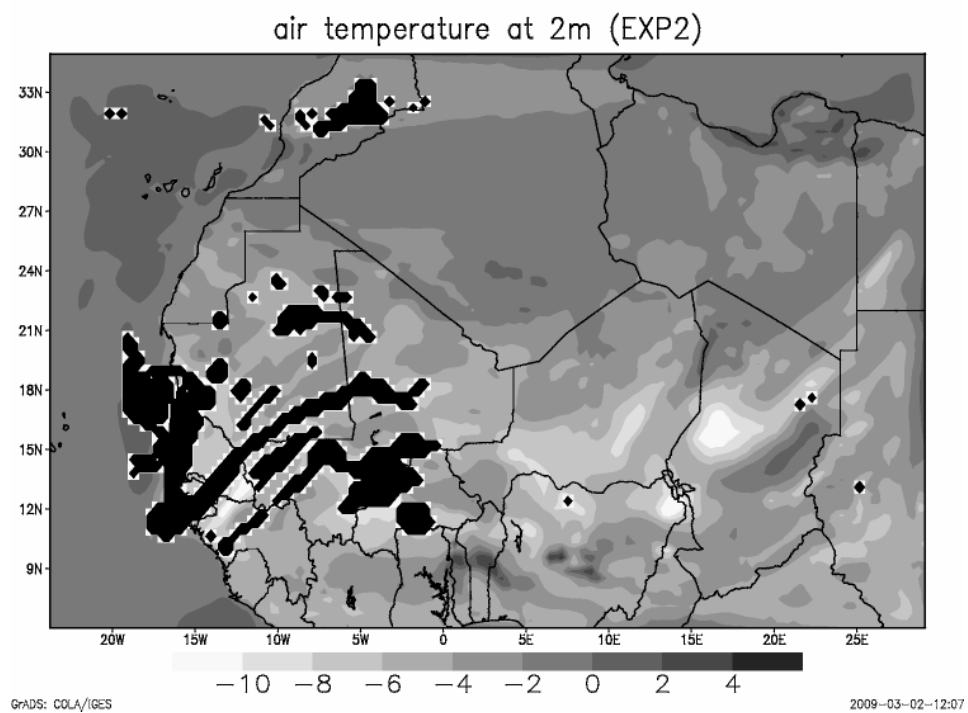 air temperature at 2m (EXP2)
33N
30N
27N
24N
21N
18N
15N
12N
9N
20W 15W 10W 5W 0 5E 10E 15E 20E 25E
−10 −8 −6 −4 −2 0 2 4
GrADS: COLA/IGES 2009−03−02−12:07